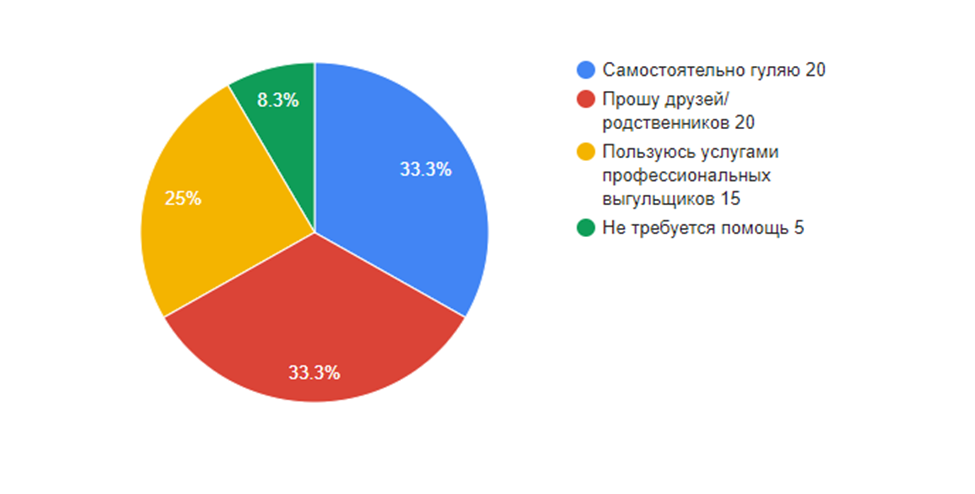 8.3%
33.3%
25%
33.3%
Самостоятельно гуляю 20
Прошу друзей/
родственников 20
Пользуюсь услугами
профессиональных
выгульщиков 15
Не требуется помощь 5